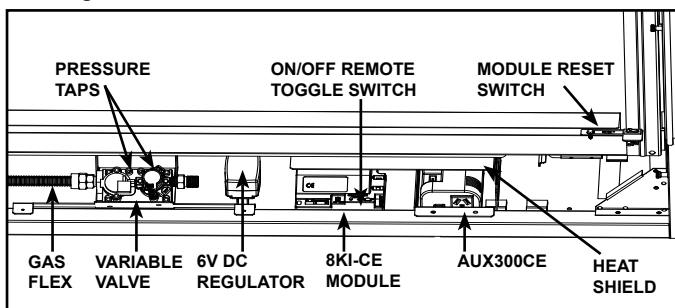 PRESSURE
TAPS
ON/OFF REMOTE
TOGGLE SWITCH
MODULE RESET
SWITCH
CE
GAS
FLEX
VARIABLE
VALVE
6V DC
REGULATOR
8KI-CE
MODULE
AUX300CE
HEAT
SHIELD